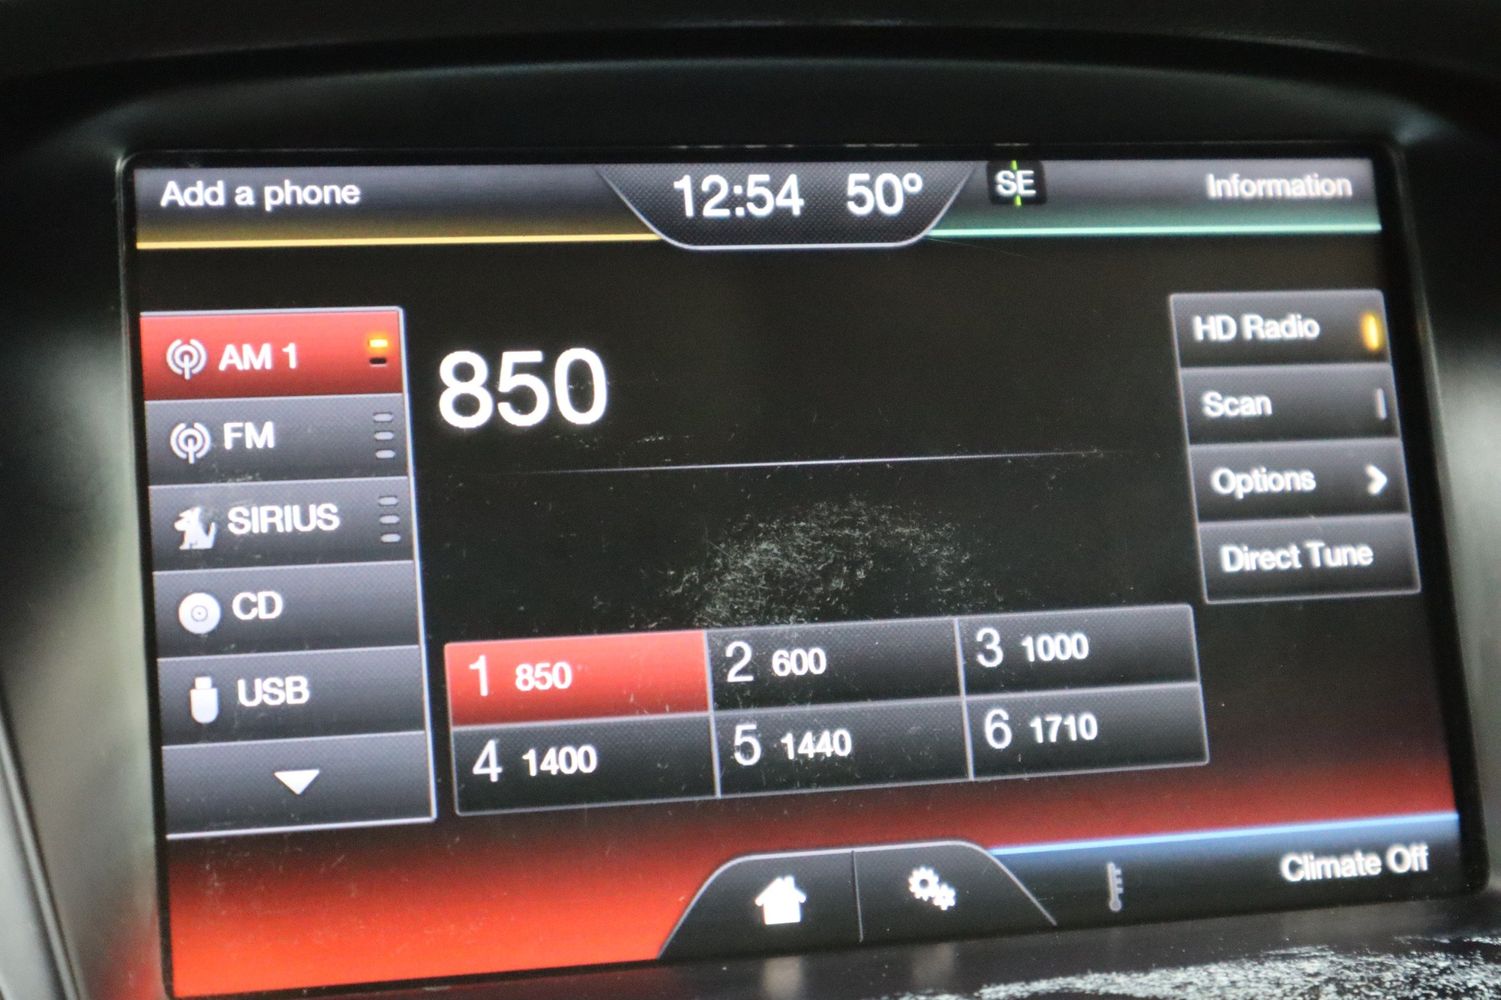 Add a phone
12:54 50º
SE
Information
AM 1
FM
SIRIUS
CD
USB
850
HD Radio
Scan
Options
Direct Tune
1 850
2 600
3 1000
4 1400
5 1440
6 1710
Climate Off